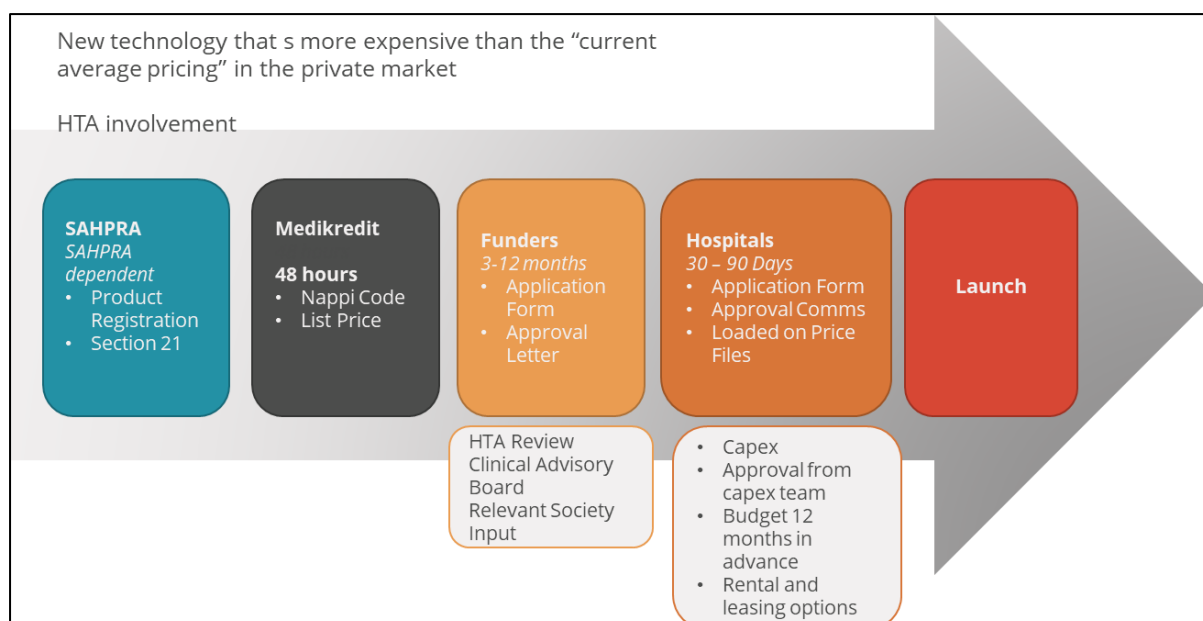 New technology that s more expensive than the “current
average pricing” in the private market
HTA involvement
SAHPRA
SAHPRA
dependent
• Product
Registration
• Section 21
Medikredit
48 hours
• Nappi Code
• List Price
Funders
3-12 months
• Application
Form
• Approval
Letter
Hospitals
30 – 90 Days
• Application Form
• Approval Comms
• Loaded on Price
Files
Launch
HTA Review
Clinical Advisory
Board
Relevant Society
Input
• Capex
• Approval from
capex team
• Budget 12
months in
advance
• Rental and
leasing options